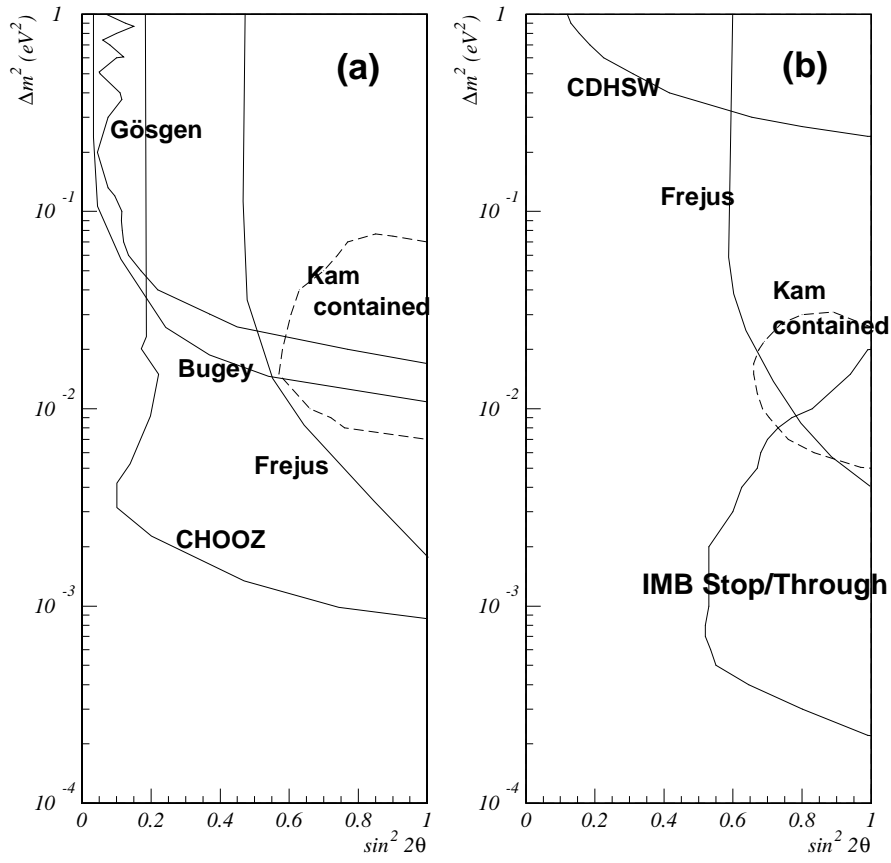 Δm² (eV²)
1
10⁻¹
10⁻²
10⁻³
10⁻⁴
(a)
Gösgen
Kam
contained
Bugey
Frejus
CHOOZ
0 0.2 0.4 0.6 0.8 1
sin² 2θ
Δm² (eV²)
1
10⁻¹
10⁻²
10⁻³
10⁻⁴
(b)
CDHSW
Frejus
Kam
contained
IMB Stop/Through
0 0.2 0.4 0.6 0.8 1
sin² 2θ